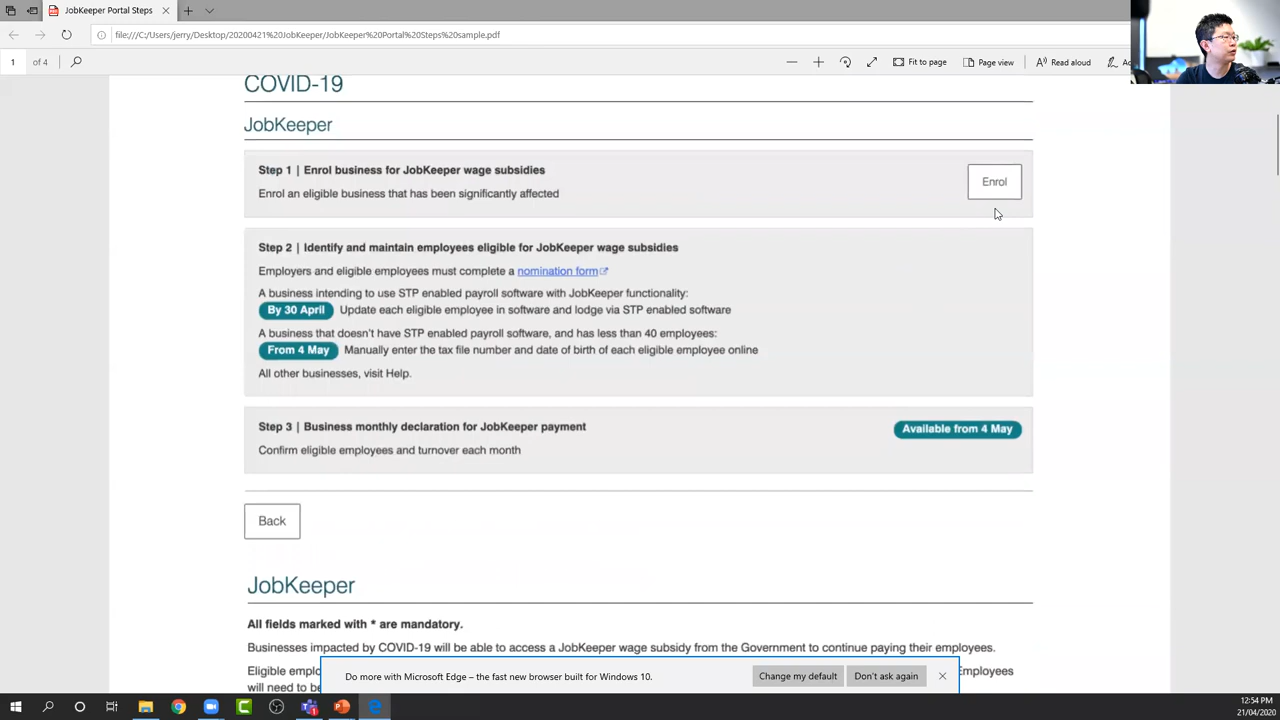 JobKeeper Portal Steps
file:///C:/Users/jerry/Desktop/20200421%20JobKeeper/JobKeeper%20Portal%20Steps%20sample.pdf
1 of 4
Fit to page
Page view
Read aloud
COVID-19
JobKeeper
Step 1 | Enrol business for JobKeeper wage subsidies
Enrol an eligible business that has been significantly affected
Enrol
Step 2 | Identify and maintain employees eligible for JobKeeper wage subsidies
Employers and eligible employees must complete a nomination form
A business intending to use STP enabled payroll software with JobKeeper functionality:
By 30 April Update each eligible employee in software and lodge via STP enabled software
A business that doesn't have STP enabled payroll software, and has less than 40 employees:
From 4 May Manually enter the tax file number and date of birth of each eligible employee online
All other businesses, visit Help.
Step 3 | Business monthly declaration for JobKeeper payment
Available from 4 May
Confirm eligible employees and turnover each month
Back
JobKeeper
All fields marked with * are mandatory.
Businesses impacted by COVID-19 will be able to access a JobKeeper wage subsidy from the Government to continue paying their employees.
Eligible Employees
will need to
Do more with Microsoft Edge – the fast new browser built for Windows 10.
Change my default
Don't ask again
12:54 PM
21/04/2020